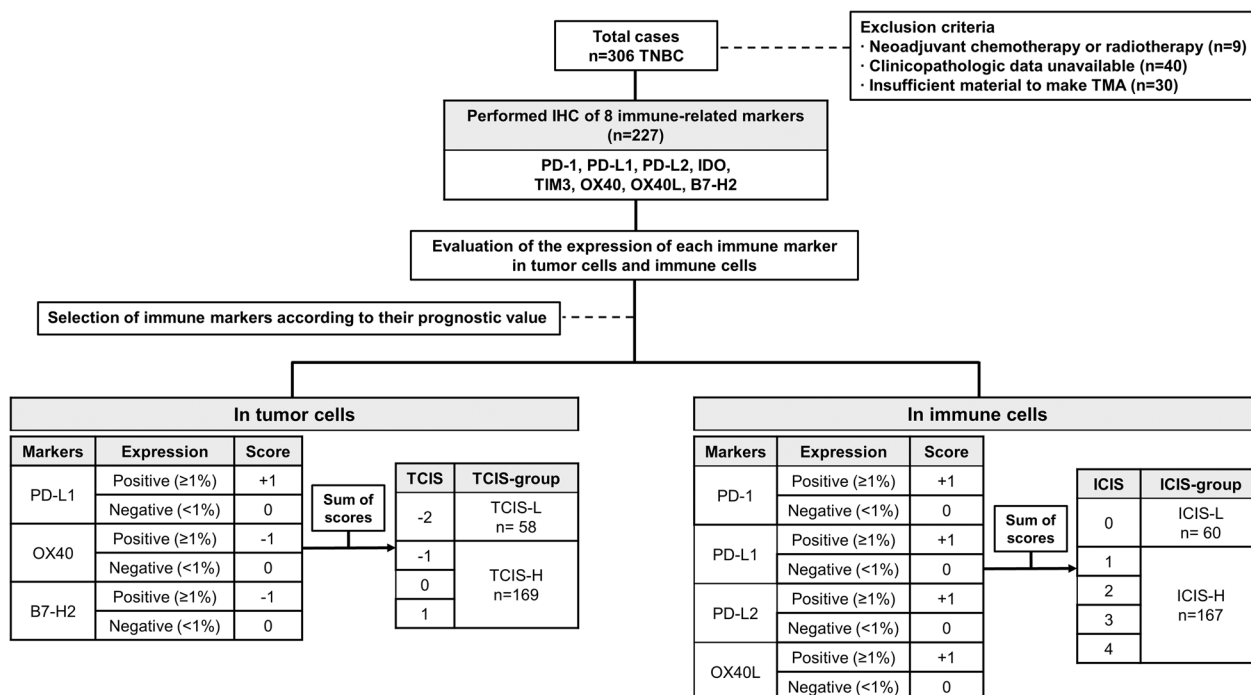 Total cases
n=306 TNBC
Exclusion criteria
· Neoadjuvant chemotherapy or radiotherapy (n=9)
· Clinicopathologic data unavailable (n=40)
· Insufficient material to make TMA (n=30)
Performed IHC of 8 immune-related markers
(n=227)
PD-1, PD-L1, PD-L2, IDO,
TIM3, OX40, OX40L, B7-H2
Evaluation of the expression of each immune marker
in tumor cells and immune cells
Selection of immune markers according to their prognostic value
In tumor cells
Markers Expression Score
PD-L1
Positive (≥1%) +1
Negative (<1%) 0
OX40
Positive (≥1%) -1
Negative (<1%) 0
B7-H2
Positive (≥1%) -1
Negative (<1%) 0
Sum of
scores
TCIS TCIS-group
-2
TCIS-L
n= 58
-1
0
1
TCIS-H
n=169
In immune cells
Markers Expression Score
PD-1
Positive (≥1%) +1
Negative (<1%) 0
PD-L1
Positive (≥1%) +1
Negative (<1%) 0
PD-L2
Positive (≥1%) +1
Negative (<1%) 0
OX40L
Positive (≥1%) +1
Negative (<1%) 0
Sum of
scores
ICIS ICIS-group
0
ICIS-L
n= 60
1
2
3
4
ICIS-H
n=167